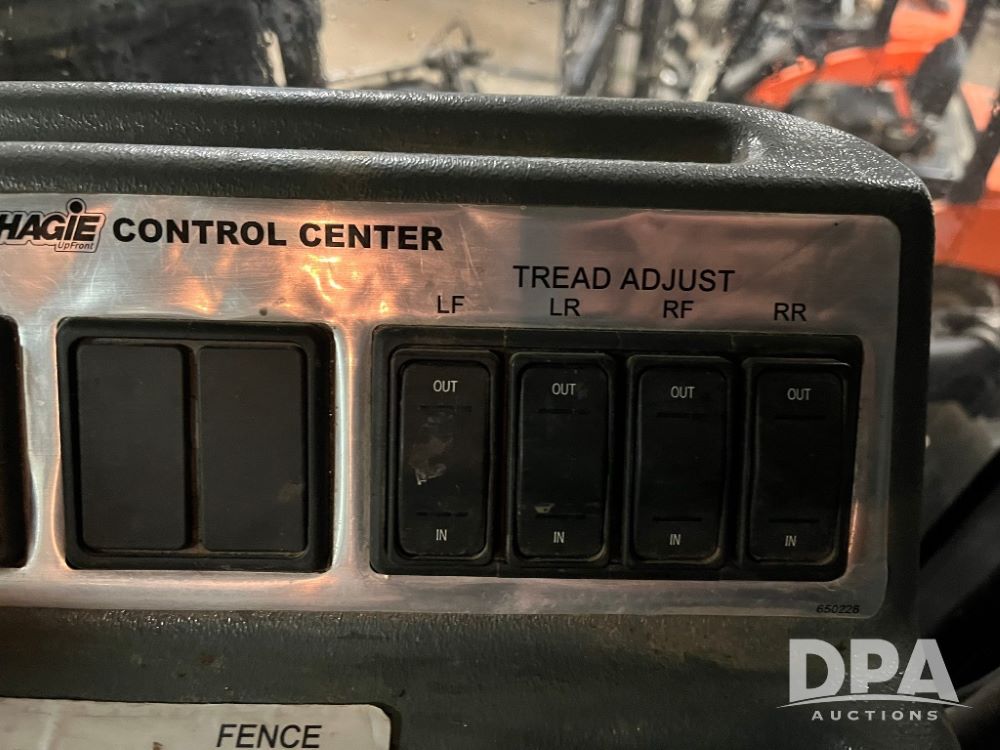 HAGIE
UpFront
CONTROL CENTER
TREAD ADJUST
LF LR RF RR
OUT OUT OUT OUT
IN IN IN IN
650226
FENCE
DPA
AUCTIONS